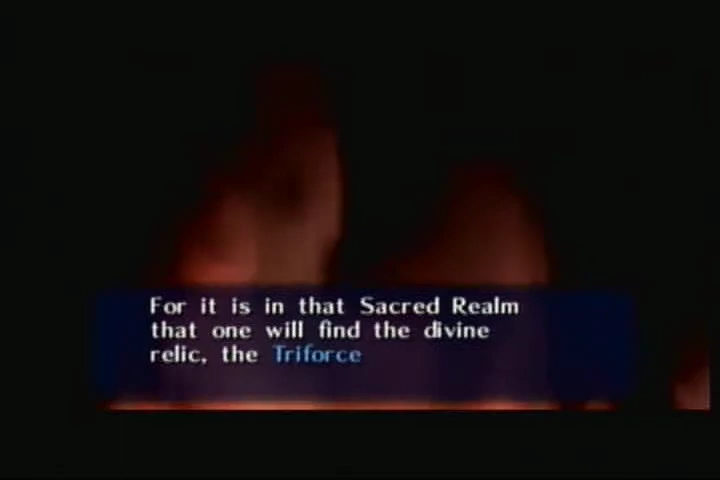 For it is in that Sacred Realm
that one will find the divine
relic, the Triforce